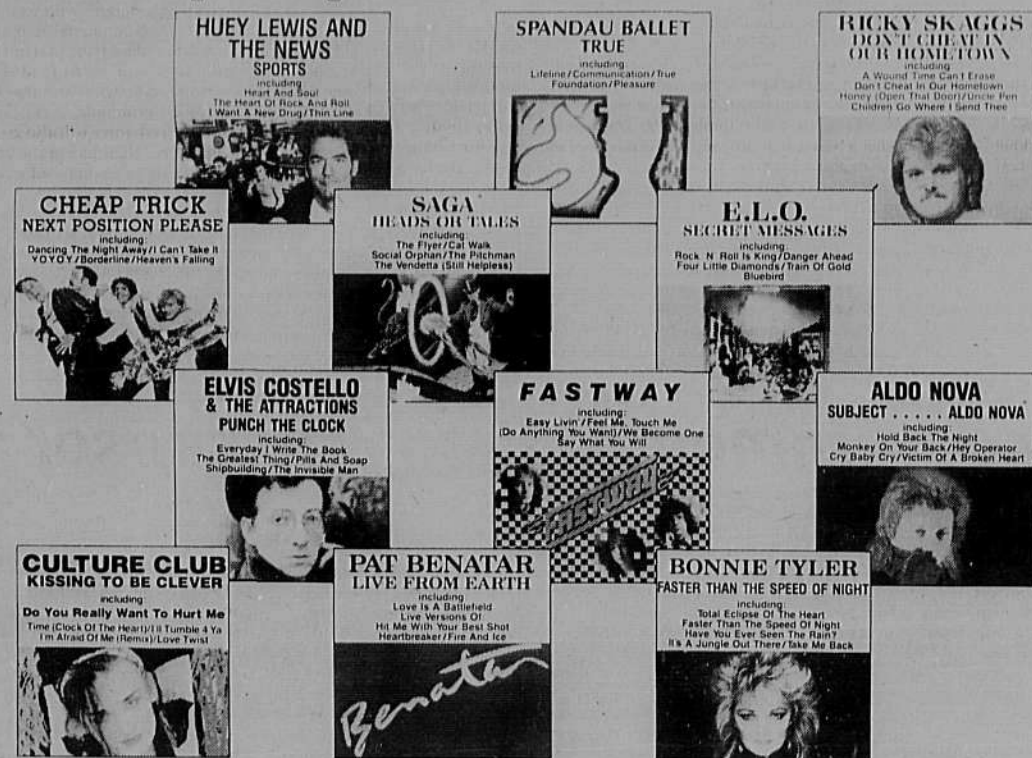 HUEY LEWIS AND
THE NEWS
SPORTS
including
Heart And Soul
The Heart Of Rock And Roll
I Want A New Drug/Thin Line
SPANDAU BALLET
TRUE
including
Lifeline/Communication/True
Foundation/Pleasure
RICKY SKAGGS
DON'T CHEAT IN
OUR HOMETOWN
including
A Wound Time Can't Erase
Don't Cheat In Our Hometown
Honey (Open That Door)/Uncle Pen
Children Go Where I Send Thee
CHEAP TRICK
NEXT POSITION PLEASE
including:
Dancing The Night Away/I Can't Take It
Y O Y O Y/Borderline/Heaven's Falling
SAGA
HEADS OR TALES
including:
The Flyer/Cat Walk
Social Orphan/The Pitchman
The Vendetta (Still Helpless)
E.L.O.
SECRET MESSAGES
including:
Rock 'N' Roll Is King/Danger Ahead
Four Little Diamonds/Train Of Gold
Bluebird
ELVIS COSTELLO
& THE ATTRACTIONS
PUNCH THE CLOCK
including:
Everyday I Write The Book
The Greatest Thing/Pills And Soap
Shipbuilding/The Invisible Man
FASTWAY
including:
Easy Livin'/Feel Me, Touch Me
(Do Anything You Want)/We Become One
Say What You Will
FASTWAY
ALDO NOVA
SUBJECT . . . . . ALDO NOVA
including:
Hold Back The Night
Monkey On Your Back/Hey Operator
Cry Baby Cry/Victim Of A Broken Heart
CULTURE CLUB
KISSING TO BE CLEVER
including
Do You Really Want To Hurt Me
Time (Clock Of The Heart)/I'll Tumble 4 Ya
I'm Afraid Of Me (Remix)/Love Twist
PAT BENATAR
LIVE FROM EARTH
including
Love Is A Battlefield
Live Versions Of
Hit Me With Your Best Shot
Heartbreaker/Fire And Ice
Benatar
BONNIE TYLER
FASTER THAN THE SPEED OF NIGHT
including:
Total Eclipse Of The Heart
Faster Than The Speed Of Night
Have You Ever Seen The Rain?
It's A Jungle Out There/Take Me Back